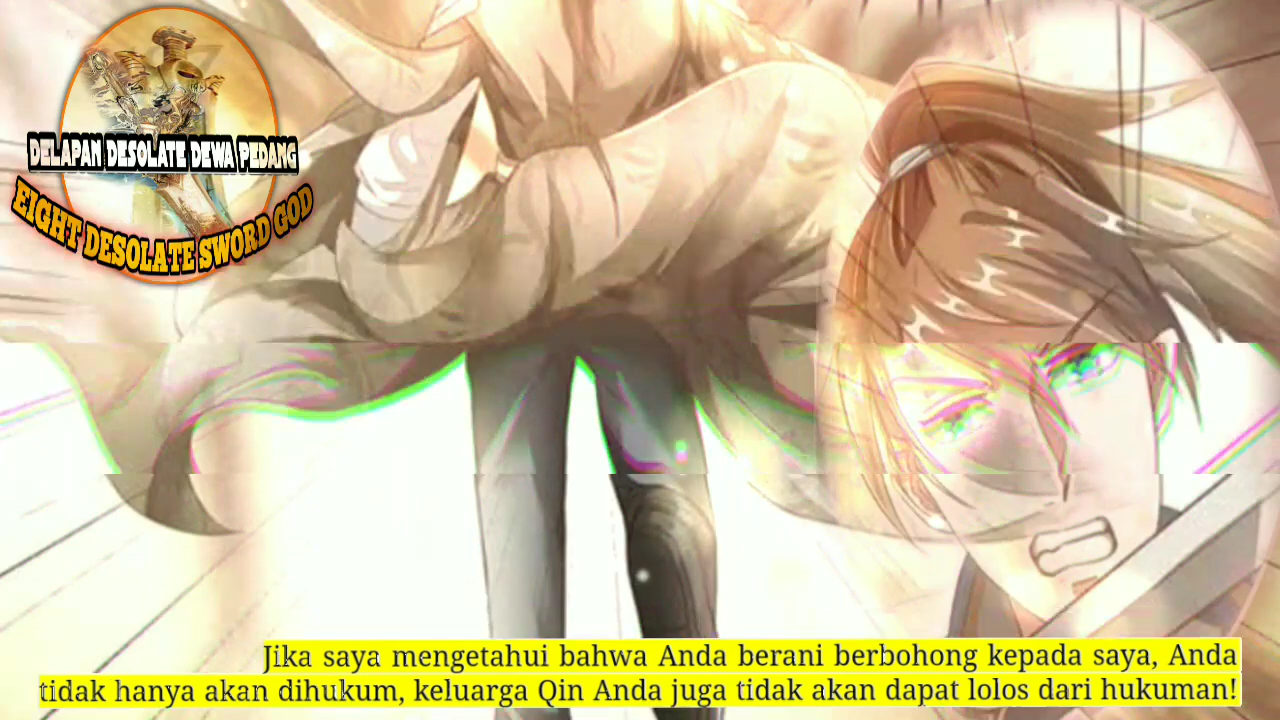 DELAPAN DESOLATE DEWA PEDANG
EIGHT DESOLATE SWORD GOD
Jika saya mengetahui bahwa Anda berani berbohong kepada saya, Anda
tidak hanya akan dihukum, keluarga Qin Anda juga tidak akan dapat lolos dari hukuman!